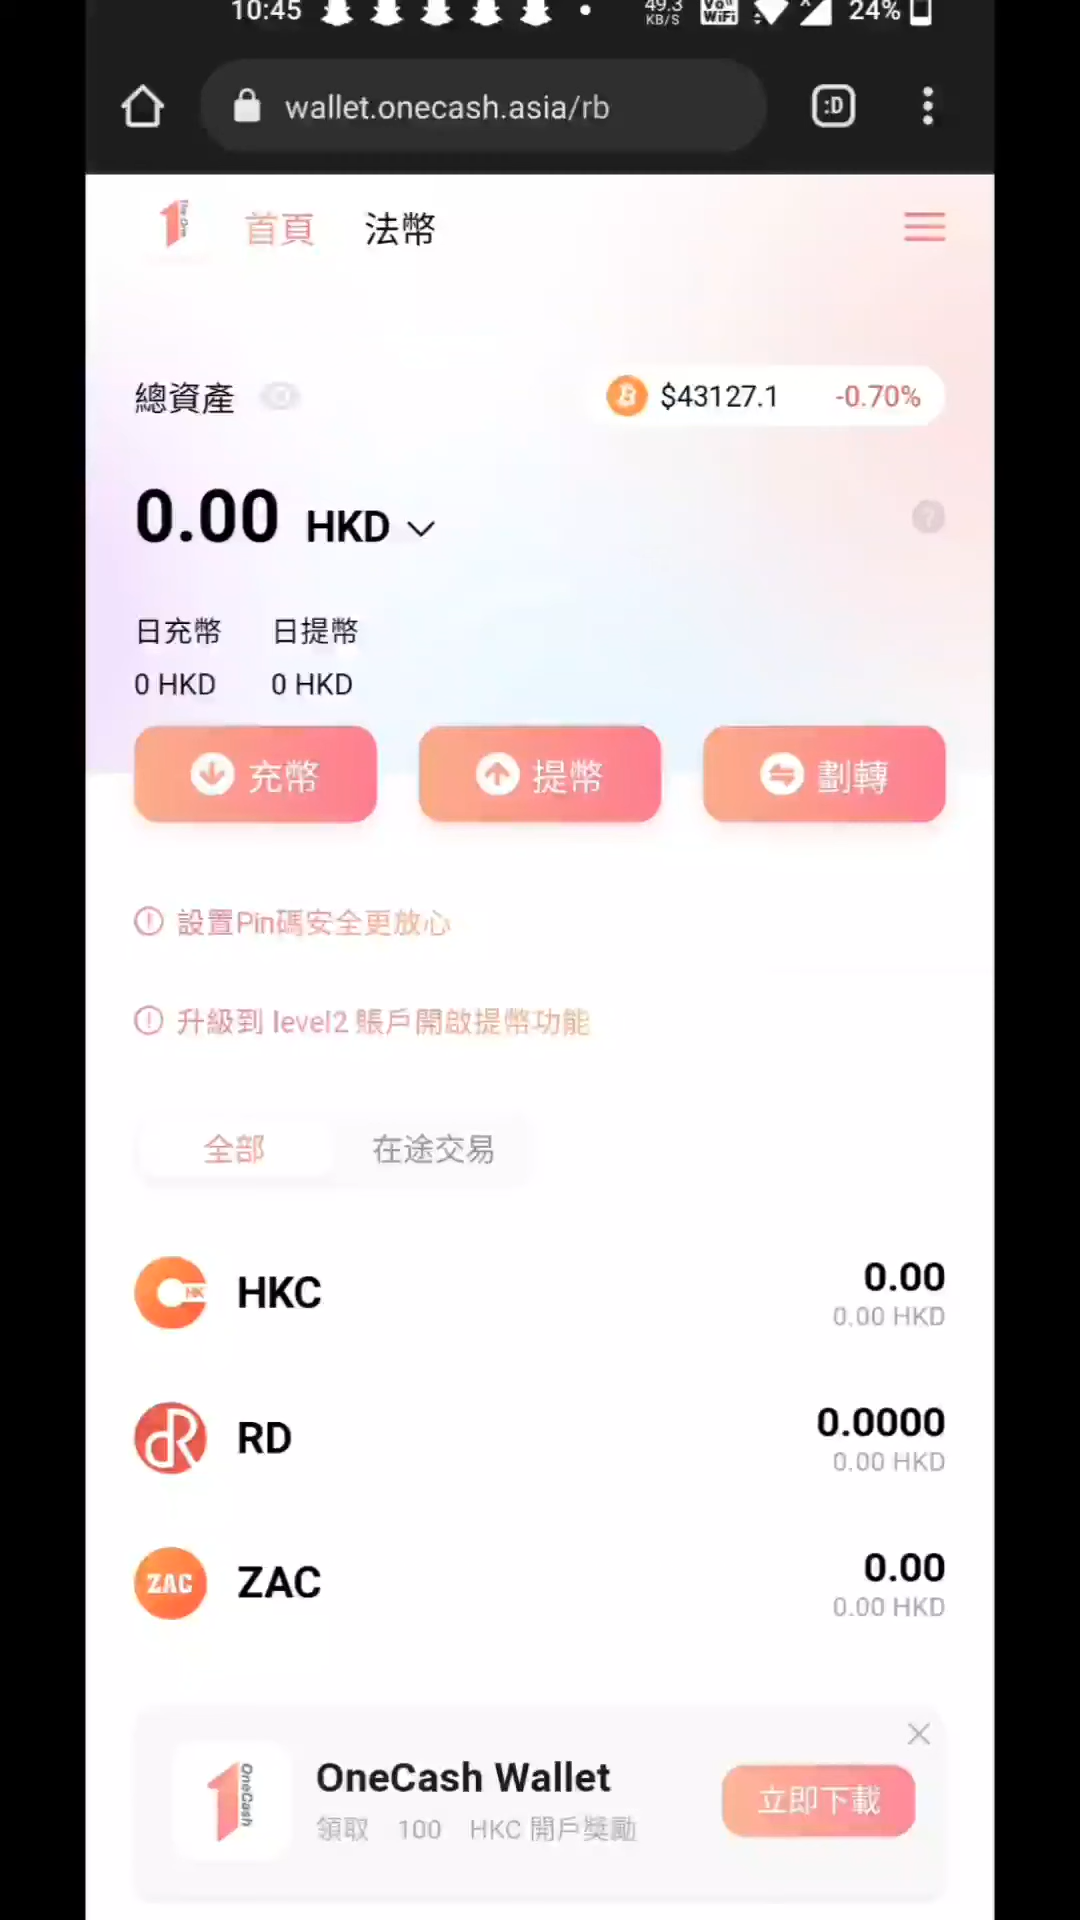 10:45 49.3 KB/S Vo WiFi 24%
wallet.onecash.asia/rb
首頁 法幣
總資產 $43127.1 -0.70%
0.00 HKD
日充幣 日提幣
0 HKD 0 HKD
充幣 提幣 劃轉
設置Pin碼安全更放心
升級到 level2 賬戶開啟提幣功能
全部 在途交易
HKC 0.00
0.00 HKD
RD 0.0000
0.00 HKD
ZAC ZAC 0.00
0.00 HKD
OneCash
OneCash Wallet
領取 100 HKC 開戶獎勵
立即下載